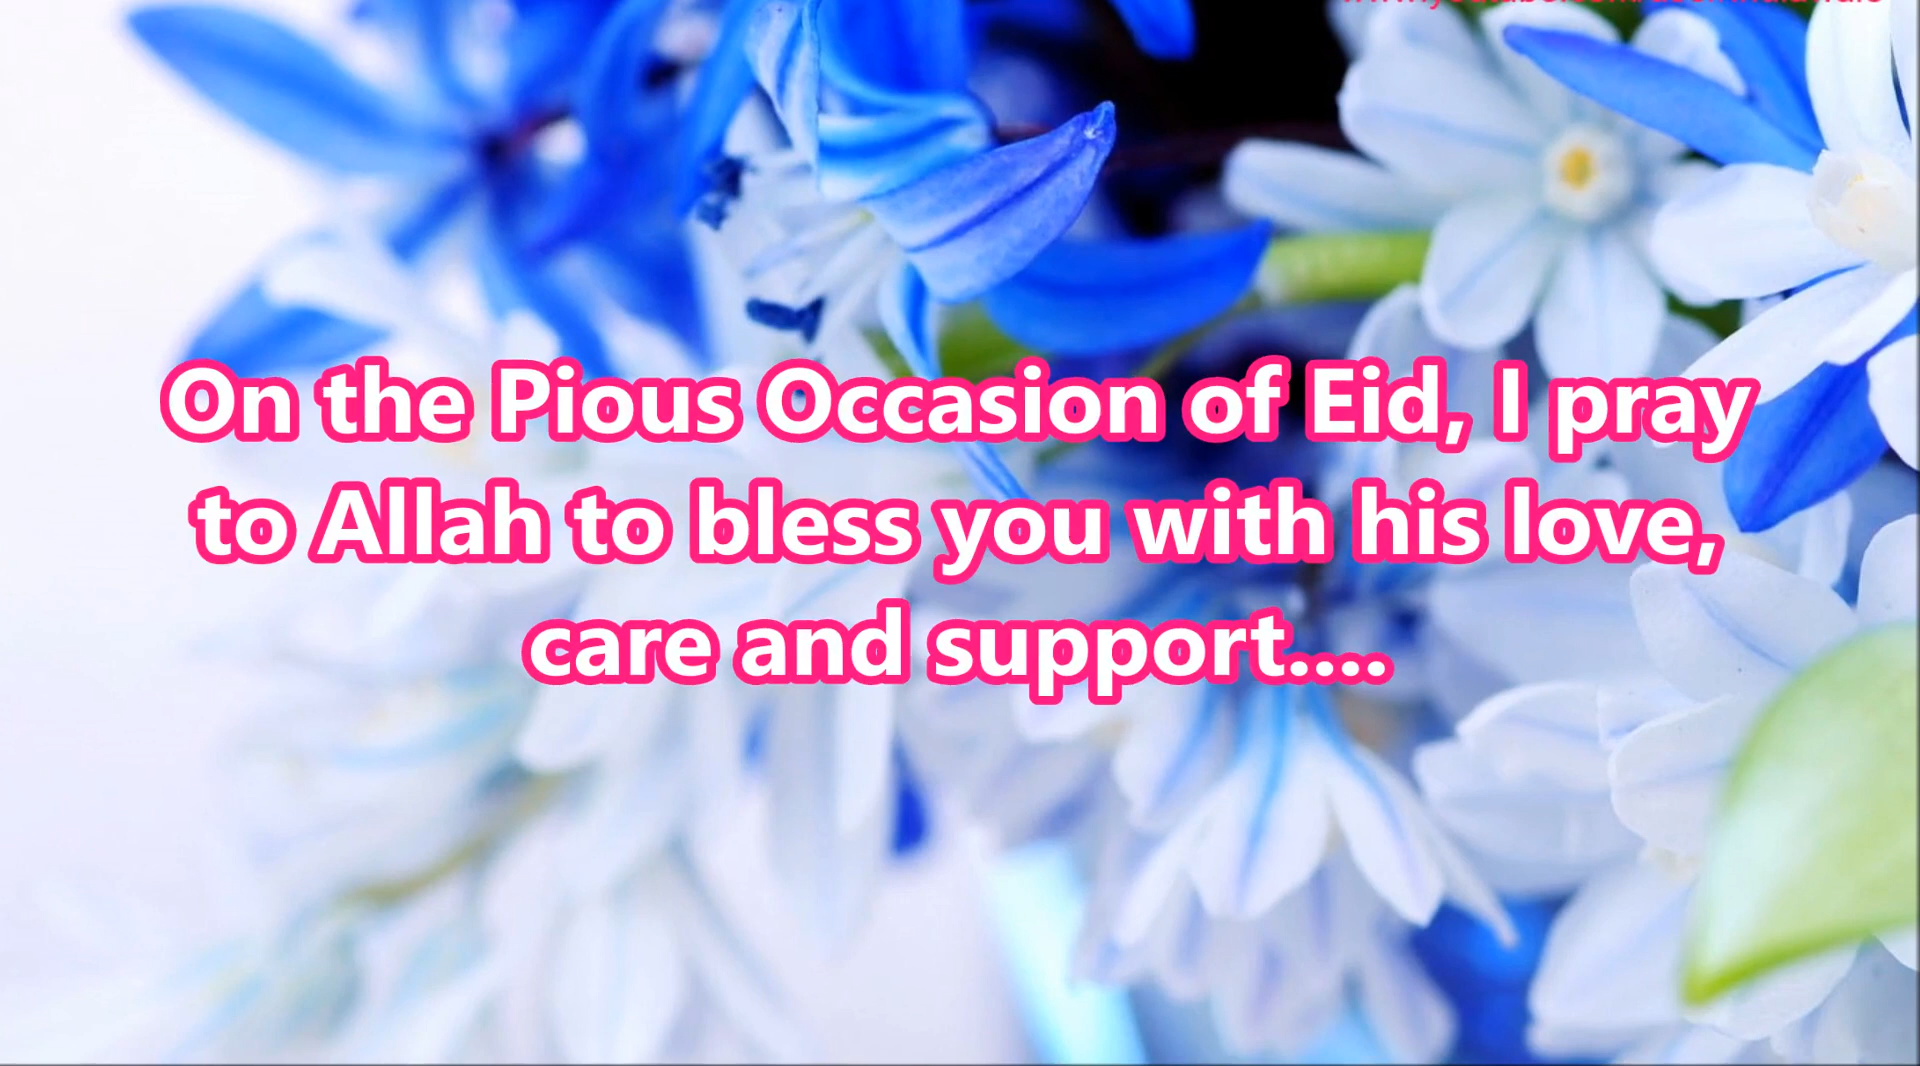 On the Pious Occasion of Eid, I pray
to Allah to bless you with his love,
care and support....